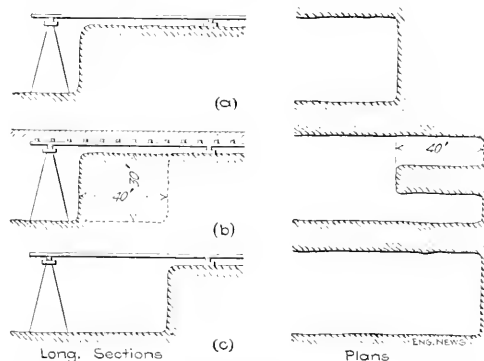 (a)
40'
30'
40'
(b)
(c)
ENG. NEWS
Long. Sections
Plans